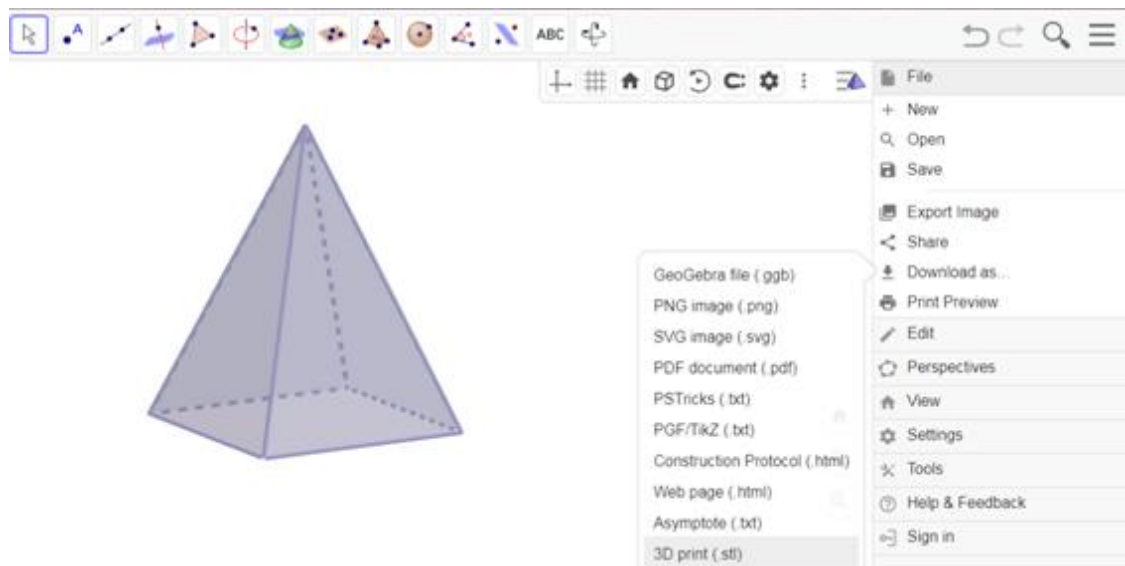 A
ABC
File
New
Open
Save
Export Image
Share
Download as...
Print Preview
Edit
Perspectives
View
Settings
Tools
Help & Feedback
Sign in
GeoGebra file (.ggb)
PNG image (.png)
SVG image (.svg)
PDF document (.pdf)
PSTricks (.txt)
PGF/TikZ (.txt)
Construction Protocol (.html)
Web page (.html)
Asymptote (.txt)
3D print (.stl)